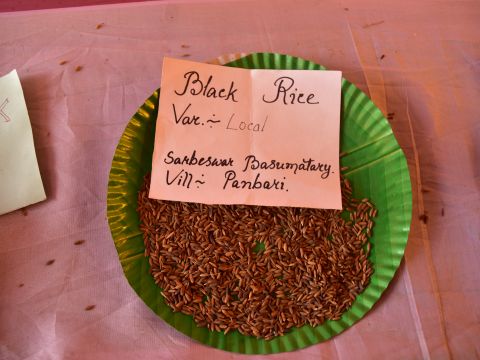 Black Rice
Var.:~ Local
Sarbeswar Basumatary.
Vill:~ Panbari.